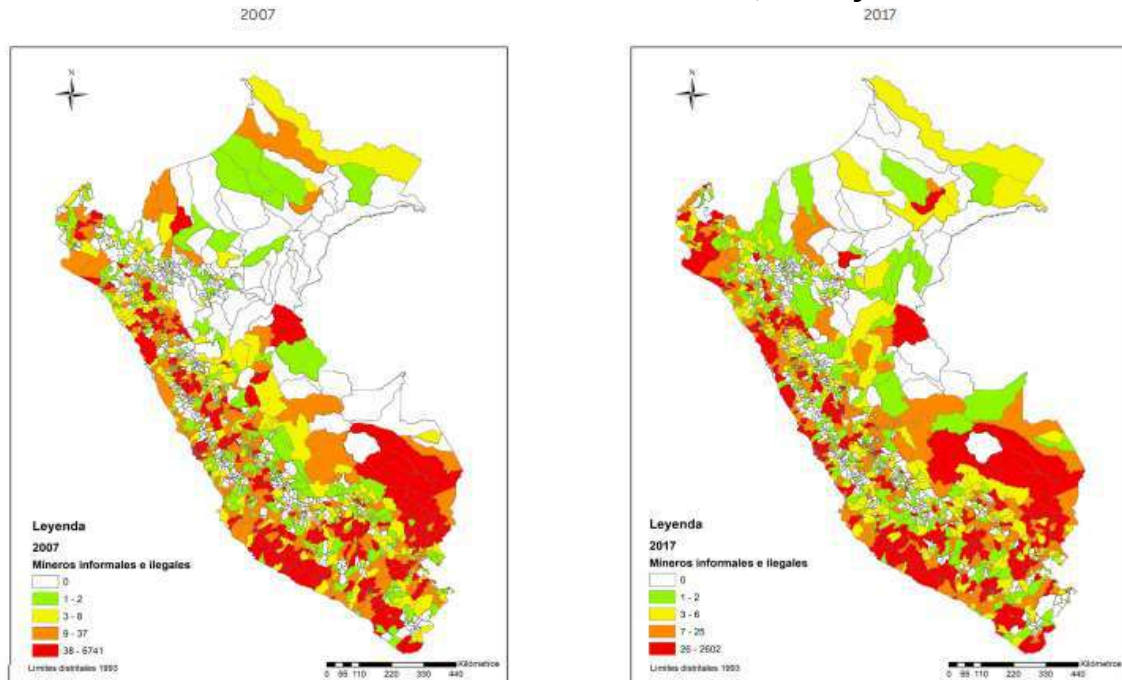 2007
2017
N
N
Leyenda
2007
Mineros informales e ilegales
0
1 - 2
3 - 8
9 - 37
38 - 6741
Limites distritales 1993
Kilómetros
0 55 110 220 330 440
Leyenda
2017
Mineros informales e ilegales
0
1 - 2
3 - 6
7 - 25
26 - 2602
Limites distritales 1993
Kilómetros
0 55 110 220 330 440